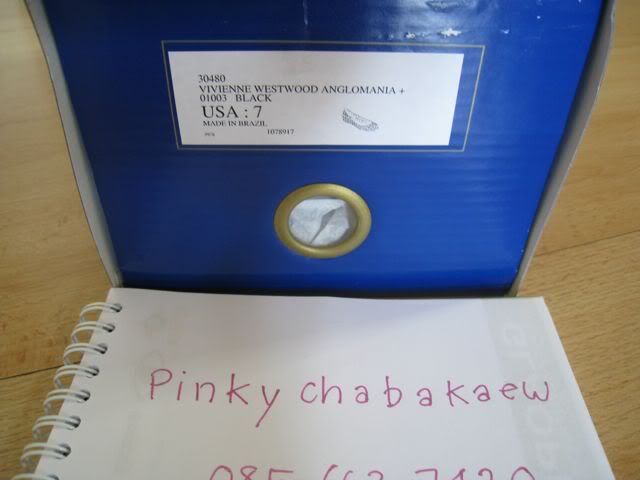 30480
VIVIENNE WESTWOOD ANGLOMANIA +
01003 BLACK
USA : 7
MADE IN BRAZIL
1078917
Pinky chabakaew